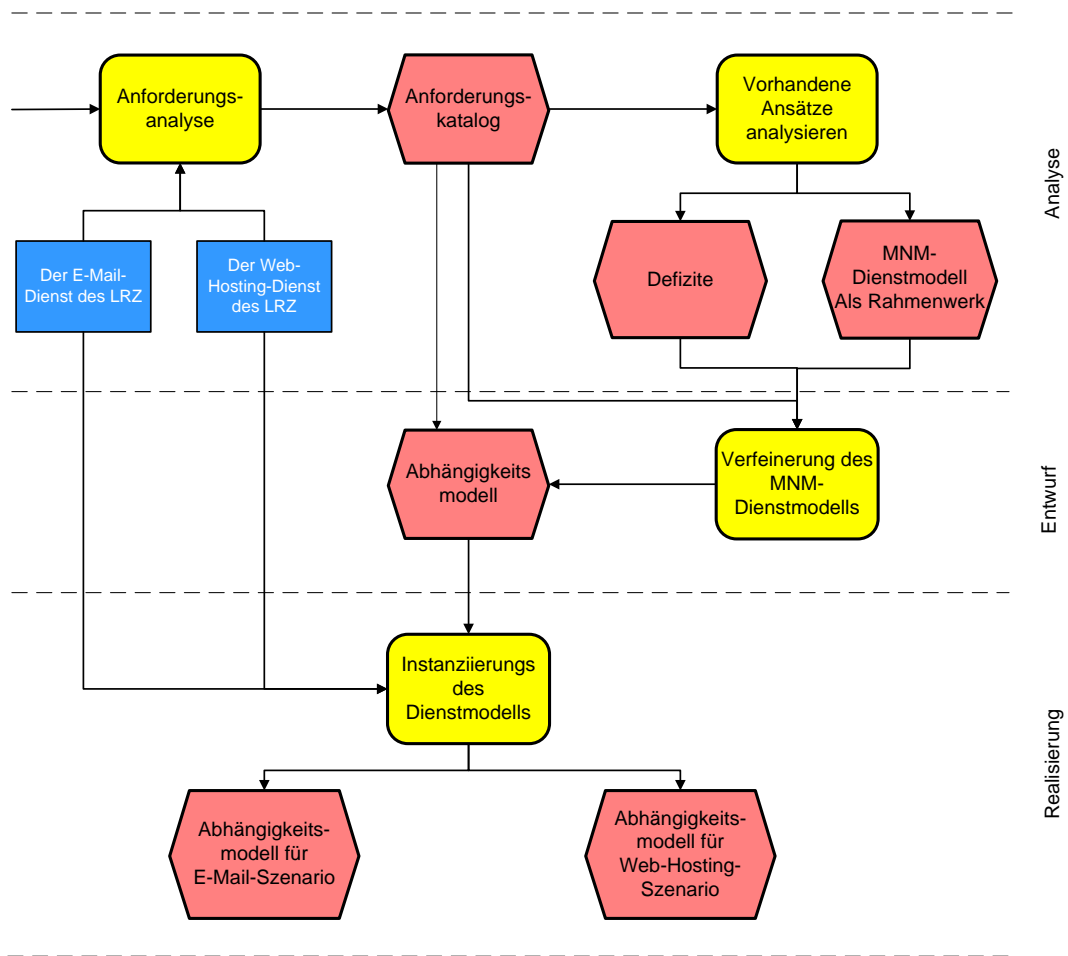 Anforderungs-
analyse
Anforderungs-
katalog
Vorhandene
Ansätze
analysieren
Analyse
Der E-Mail-
Dienst des LRZ
Der Web-
Hosting-Dienst
des LRZ
Defizite
MNM-
Dienstmodell
Als Rahmenwerk
Abhängigkeits
modell
Verfeinerung des
MNM-
Dienstmodells
Entwurf
Instanziierungs
des
Dienstmodells
Realisierung
Abhängigkeits-
modell für
E-Mail-Szenario
Abhängigkeits-
modell für
Web-Hosting-
Szenario